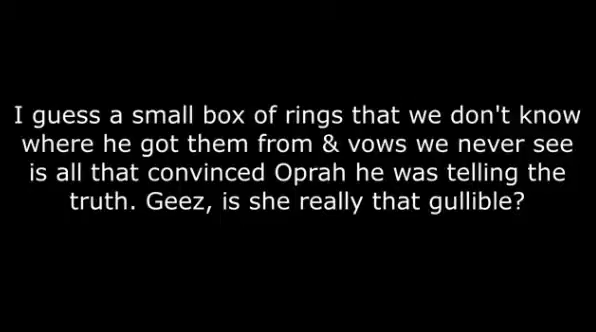 I guess a small box of rings that we don't know
where he got them from & vows we never see
is all that convinced Oprah he was telling the
truth. Geez, is she really that gullible?